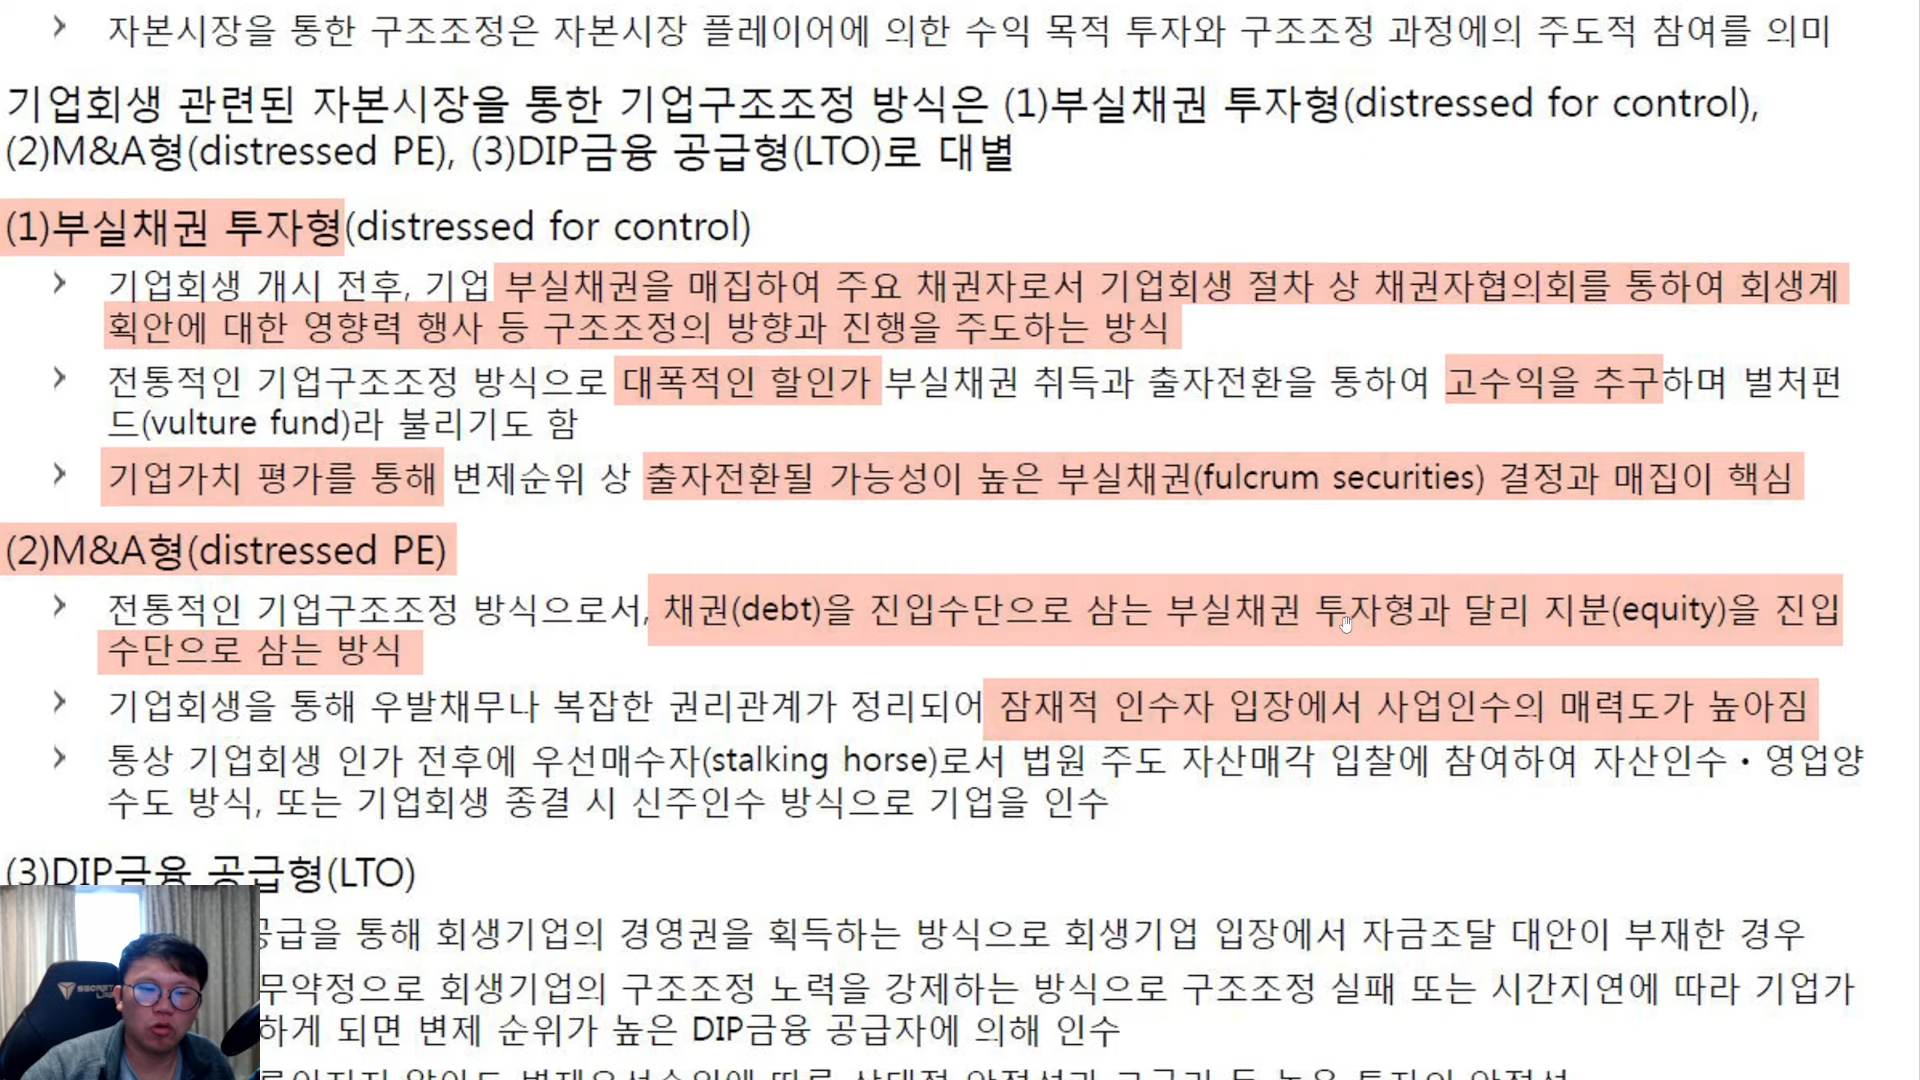 자본시장을 통한 구조조정은 자본시장 플레이어에 의한 수익 목적 투자와 구조조정 과정에의 주도적 참여를 의미
기업회생 관련된 자본시장을 통한 기업구조조정 방식은 (1)부실채권 투자형(distressed for control),
(2)M&A형(distressed PE), (3)DIP금융 공급형(LTO)로 대별
(1)부실채권 투자형(distressed for control)
기업회생 개시 전후, 기업 부실채권을 매집하여 주요 채권자로서 기업회생 절차 상 채권자협의회를 통하여 회생계
획안에 대한 영향력 행사 등 구조조정의 방향과 진행을 주도하는 방식
전통적인 기업구조조정 방식으로 대폭적인 할인가 부실채권 취득과 출자전환을 통하여 고수익을 추구하며 벌처펀
드(vulture fund)라 불리기도 함
기업가치 평가를 통해 변제순위 상 출자전환될 가능성이 높은 부실채권(fulcrum securities) 결정과 매집이 핵심
(2)M&A형(distressed PE)
전통적인 기업구조조정 방식으로서, 채권(debt)을 진입수단으로 삼는 부실채권 투자형과 달리 지분(equity)을 진입
수단으로 삼는 방식
기업회생을 통해 우발채무나 복잡한 권리관계가 정리되어 잠재적 인수자 입장에서 사업인수의 매력도가 높아짐
통상 기업회생 인가 전후에 우선매수자(stalking horse)로서 법원 주도 자산매각 입찰에 참여하여 자산인수・영업양
수도 방식, 또는 기업회생 종결 시 신주인수 방식으로 기업을 인수
(3)DIP금융 공급형(LTO)
공급을 통해 회생기업의 경영권을 획득하는 방식으로 회생기업 입장에서 자금조달 대안이 부재한 경우
무약정으로 회생기업의 구조조정 노력을 강제하는 방식으로 구조조정 실패 또는 시간지연에 따라 기업가
하게 되면 변제 순위가 높은 DIP금융 공급자에 의해 인수